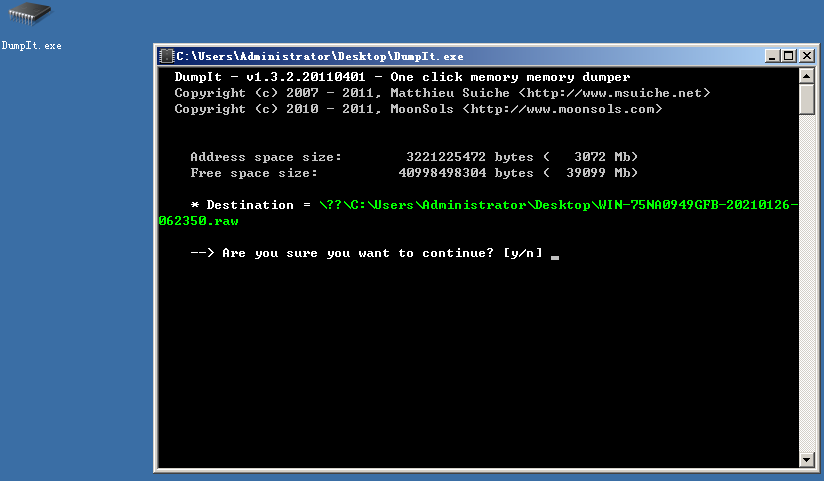 DumpIt.exe
C:\Users\Administrator\Desktop\DumpIt.exe
DumpIt - v1.3.2.20110401 - One click memory memory dumper
Copyright (c) 2007 - 2011, Matthieu Suiche <http://www.msuiche.net>
Copyright (c) 2010 - 2011, MoonSols <http://www.moonsols.com>
Address space size: 3221225472 bytes ( 3072 Mb)
Free space size: 40998498304 bytes ( 39099 Mb)
* Destination = \??\C:\Users\Administrator\Desktop\WIN-75NA0949GFB-20210126-
062350.raw
--> Are you sure you want to continue? [y/n] _